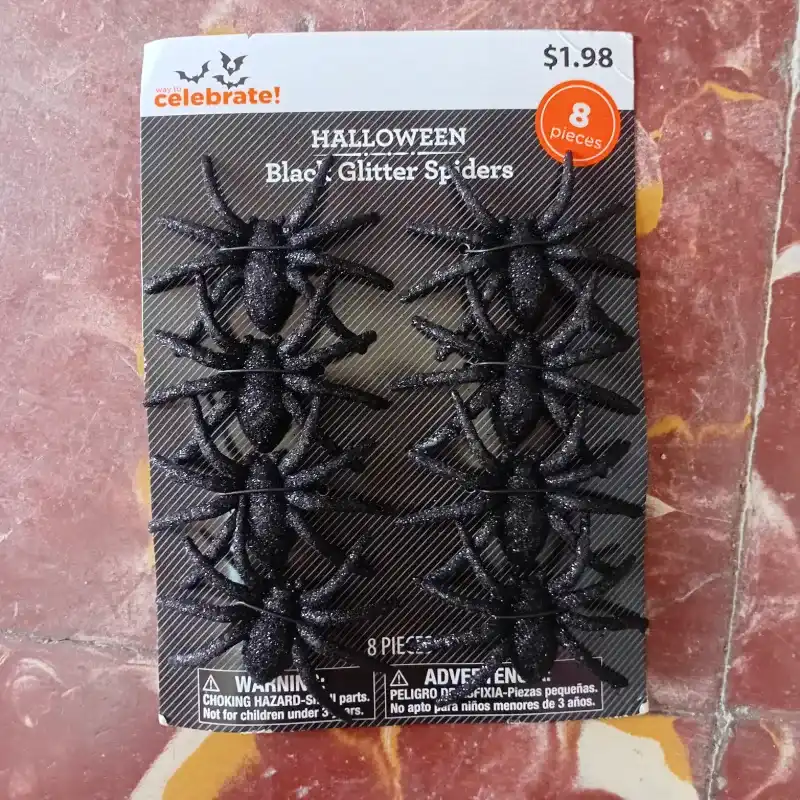 $1.98
way to
celebrate!
8
pieces
HALLOWEEN
Black Glitter Spiders
8 PIECES
WARNING:
CHOKING HAZARD-Small parts.
Not for children under 3 years.
ADVERTENCIA:
PELIGRO DE ASFIXIA-Piezas pequeñas.
No apto para niños menores de 3 años.